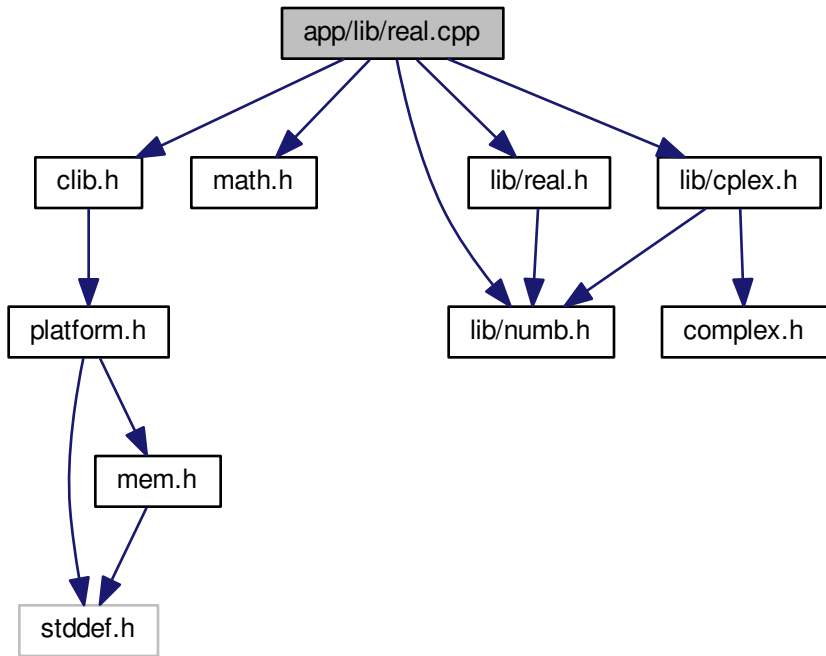 app/lib/real.cpp
clib.h
math.h
lib/real.h
lib/cplex.h
platform.h
lib/numb.h
complex.h
mem.h
stddef.h